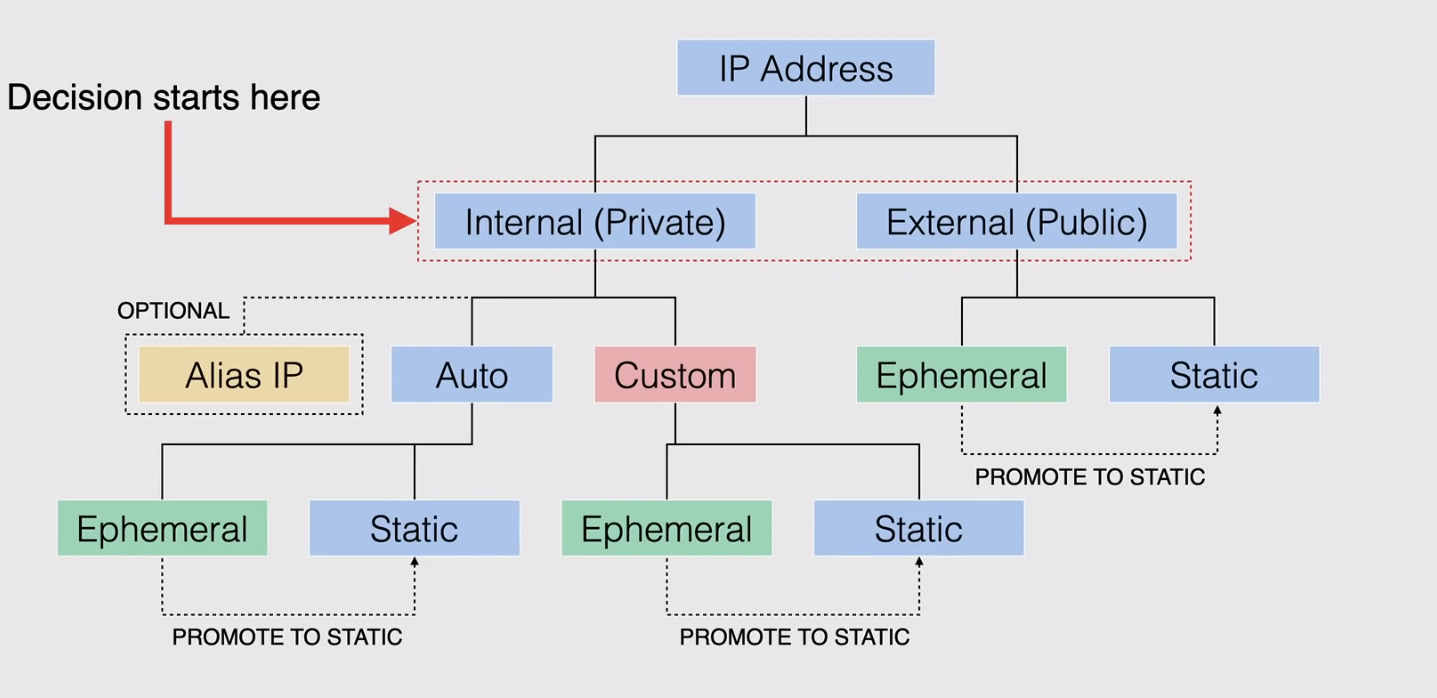 IP Address
Decision starts here
Internal (Private)
External (Public)
OPTIONAL
Alias IP
Auto
Custom
Ephemeral
Static
PROMOTE TO STATIC
Ephemeral
Static
Ephemeral
Static
PROMOTE TO STATIC
PROMOTE TO STATIC